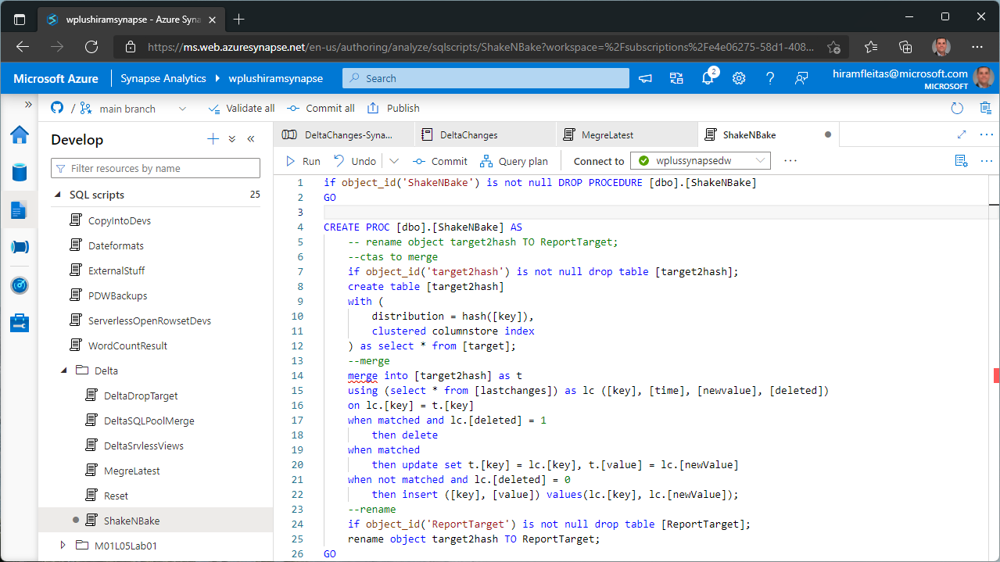 wplushiramsynapse - Azure Syna
https://ms.web.azuresynapse.net/en-us/authoring/analyze/sqlscripts/ShakeNBake?workspace=%2Fsubscriptions%2Fe4e06275-58d1-408...
Microsoft Azure
Synapse Analytics
wplushiramsynapse
Search
2
hiramfleitas@microsoft.com
MICROSOFT
/ main branch
Validate all
Commit all
Publish
Develop
Filter resources by name
SQL scripts 25
CopyIntoDevs
Dateformats
ExternalStuff
PDWBackups
ServerlessOpenRowsetDevs
WordCountResult
Delta
DeltaDropTarget
DeltaSQLPoolMerge
DeltaSrvlessViews
MegreLatest
Reset
ShakeNBake
M01L05Lab01
DeltaChanges-Syna...
DeltaChanges
MegreLatest
ShakeNBake
Run
Undo
Commit
Query plan
Connect to
wplussynapsedw
1 if object_id('ShakeNBake') is not null DROP PROCEDURE [dbo].[ShakeNBake]
2 GO
3
4 CREATE PROC [dbo].[ShakeNBake] AS
5 -- rename object target2hash TO ReportTarget;
6 --ctas to merge
7 if object_id('target2hash') is not null drop table [target2hash];
8 create table [target2hash]
9 with (
10 distribution = hash([key]),
11 clustered columnstore index
12 ) as select * from [target];
13 --merge
14 merge into [target2hash] as t
15 using (select * from [lastchanges]) as lc ([key], [time], [newvalue], [deleted])
16 on lc.[key] = t.[key]
17 when matched and lc.[deleted] = 1
18 then delete
19 when matched
20 then update set t.[key] = lc.[key], t.[value] = lc.[newValue]
21 when not matched and lc.[deleted] = 0
22 then insert ([key], [value]) values(lc.[key], lc.[newValue]);
23 --rename
24 if object_id('ReportTarget') is not null drop table [ReportTarget];
25 rename object target2hash TO ReportTarget;
26 GO